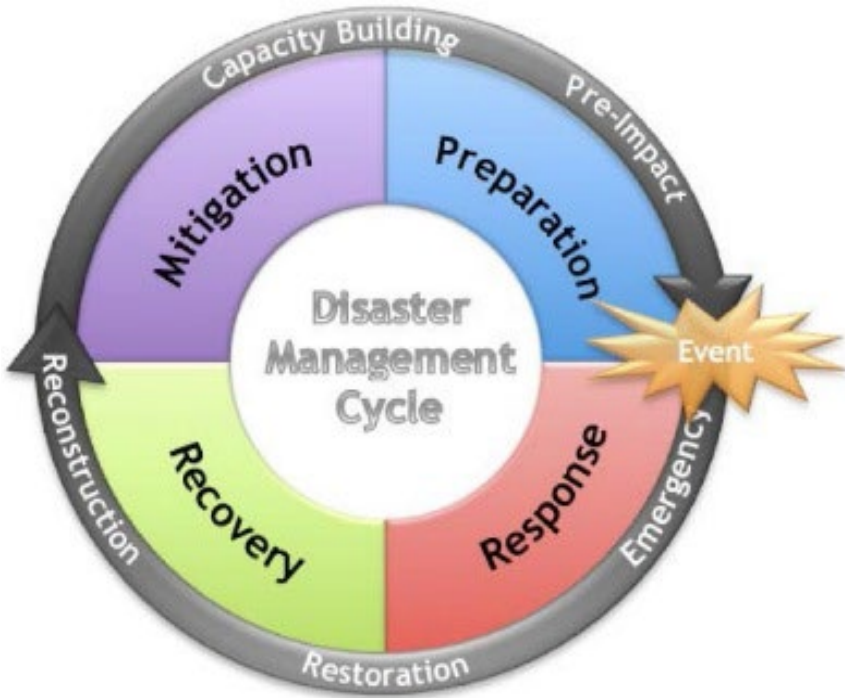 Capacity Building
Pre-Impact
Mitigation
Preparation
Disaster
Management
Cycle
Event
Reconstruction
Recovery
Response
Emergency
Restoration